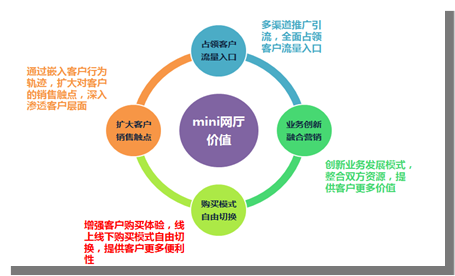 占领客户
流量入口
多渠道推广引
流，全面占领
客户流量入口
通过嵌入客户行为
轨迹，扩大对客户
的销售触点，深入
渗透客户层面
扩大客户
销售触点
mini网厅
价值
业务创新
融合营销
创新业务发展模式，
整合双方资源，提
供客户更多价值
购买模式
自由切换
增强客户购买体验，线
上线下购买模式自由切
换，提供客户更多便利
性